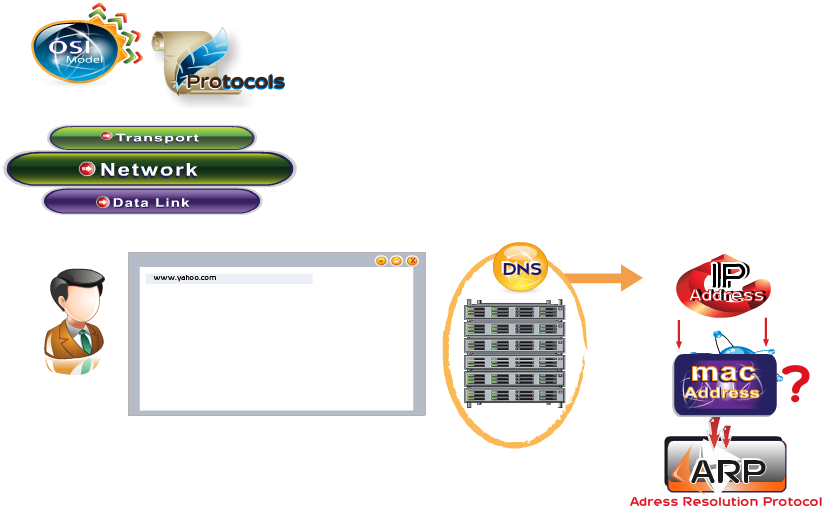 OSI
Model
Protocols
Transport
Network
Data Link
www.yahoo.com
DNS
IP
Address
mac
Address
?
ARP
Adress Resolution Protocol